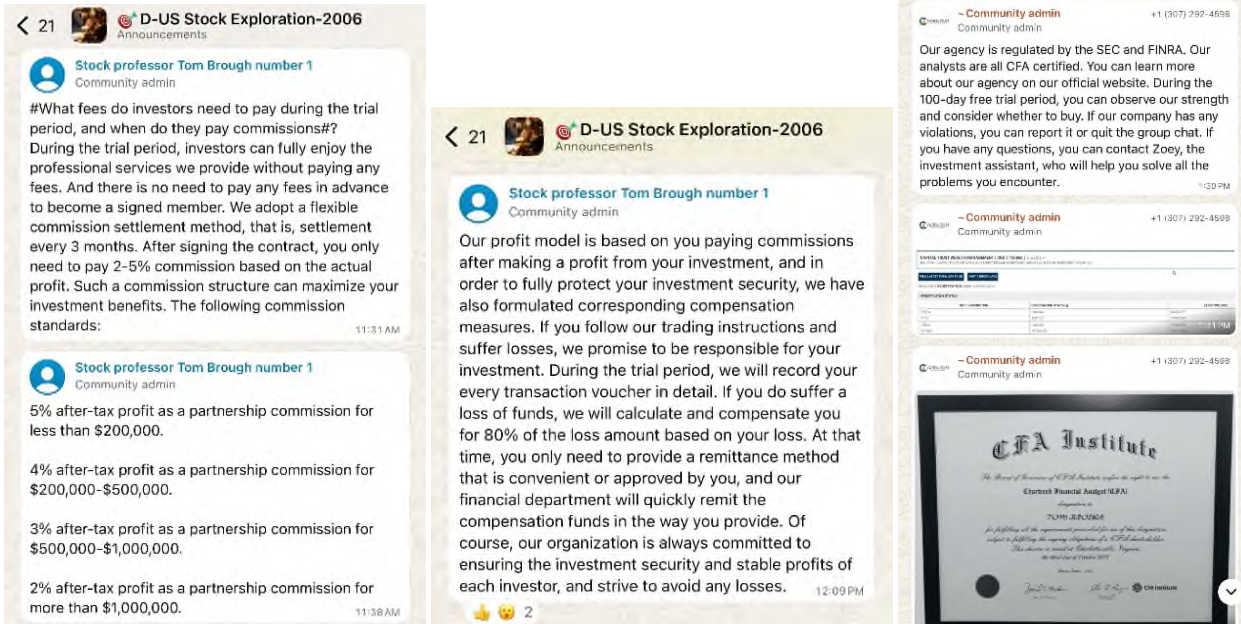 21
D-US Stock Exploration-2006
Announcements
Stock professor Tom Brough number 1
Community admin
#What fees do investors need to pay during the trial
period, and when do they pay commissions#?
During the trial period, investors can fully enjoy the
professional services we provide without paying any
fees. And there is no need to pay any fees in advance
to become a signed member. We adopt a flexible
commission settlement method, that is, settlement
every 3 months. After signing the contract, you only
need to pay 2-5% commission based on the actual
profit. Such a commission structure can maximize your
investment benefits. The following commission
standards:
11:31 AM
Stock professor Tom Brough number 1
Community admin
5% after-tax profit as a partnership commission for
less than $200,000.
4% after-tax profit as a partnership commission for
$200,000-$500,000.
3% after-tax profit as a partnership commission for
$500,000-$1,000,000.
2% after-tax profit as a partnership commission for
more than $1,000,000.
11:38 AM
21
D-US Stock Exploration-2006
Announcements
Stock professor Tom Brough number 1
Community admin
Our profit model is based on you paying commissions
after making a profit from your investment, and in
order to fully protect your investment security, we have
also formulated corresponding compensation
measures. If you follow our trading instructions and
suffer losses, we promise to be responsible for your
investment. During the trial period, we will record your
every transaction voucher in detail. If you do suffer a
loss of funds, we will calculate and compensate you
for 80% of the loss amount based on your loss. At that
time, you only need to provide a remittance method
that is convenient or approved by you, and our
financial department will quickly remit the
compensation funds in the way you provide. Of
course, our organization is always committed to
ensuring the investment security and stable profits of
each investor, and strive to avoid any losses.
12:09 PM
2
~Community admin
+1 (307) 292-4598
Community admin
Our agency is regulated by the SEC and FINRA. Our
analysts are all CFA certified. You can learn more
about our agency on our official website. During the
100-day free trial period, you can observe our strength
and consider whether to buy. If our company has any
violations, you can report it or quit the group chat. If
you have any questions, you can contact Zoey, the
investment assistant, who will help you solve all the
problems you encounter.
1:30 PM
~Community admin
+1 (307) 292-4598
Community admin
~Community admin
+1 (307) 292-4598
Community admin
CFA Institute
Chartered Financial Analyst
CFA Institute